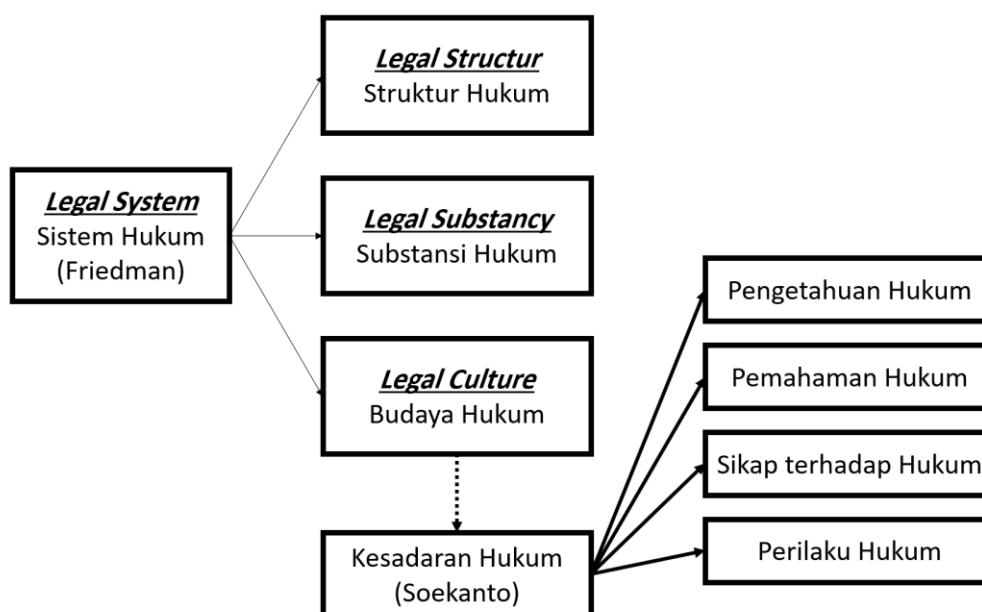 Legal Structur
Struktur Hukum
Legal System
Sistem Hukum
(Friedman)
Legal Substancy
Substansi Hukum
Legal Culture
Budaya Hukum
Kesadaran Hukum
(Soekanto)
Pengetahuan Hukum
Pemahaman Hukum
Sikap terhadap Hukum
Perilaku Hukum